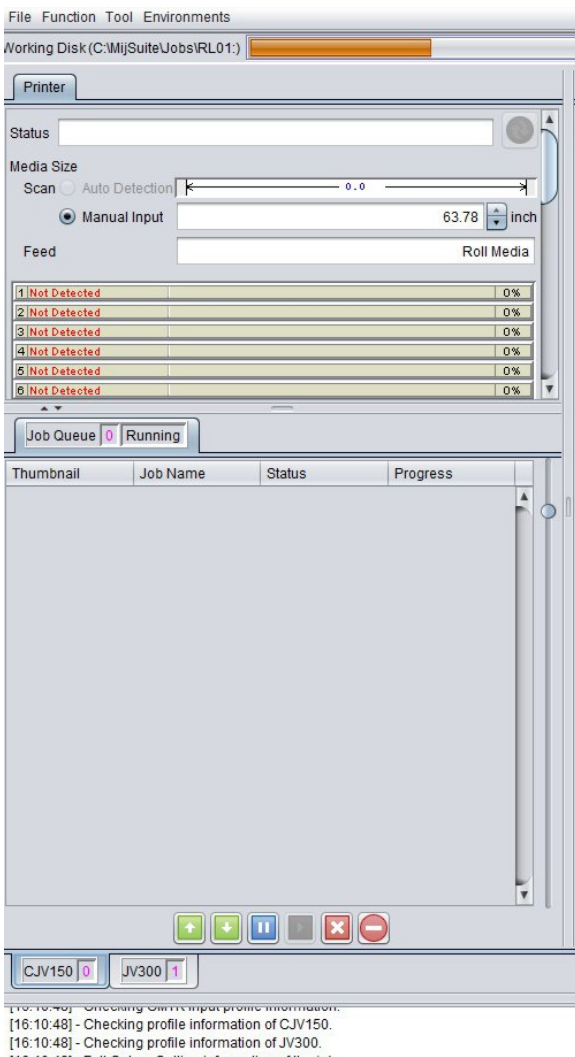 File Function Tool Environments
Working Disk (C:\MijSuite\Jobs\RL01:)
Printer
Status
Media Size
Scan Auto Detection 0.0
Manual Input 63.78 inch
Feed Roll Media
1 Not Detected 0%
2 Not Detected 0%
3 Not Detected 0%
4 Not Detected 0%
5 Not Detected 0%
6 Not Detected 0%
Job Queue 0 Running
Thumbnail Job Name Status Progress
CJV150 0 JV300 1
[16:10:48] - Checking profile information of CJV150.
[16:10:48] - Checking profile information of JV300.